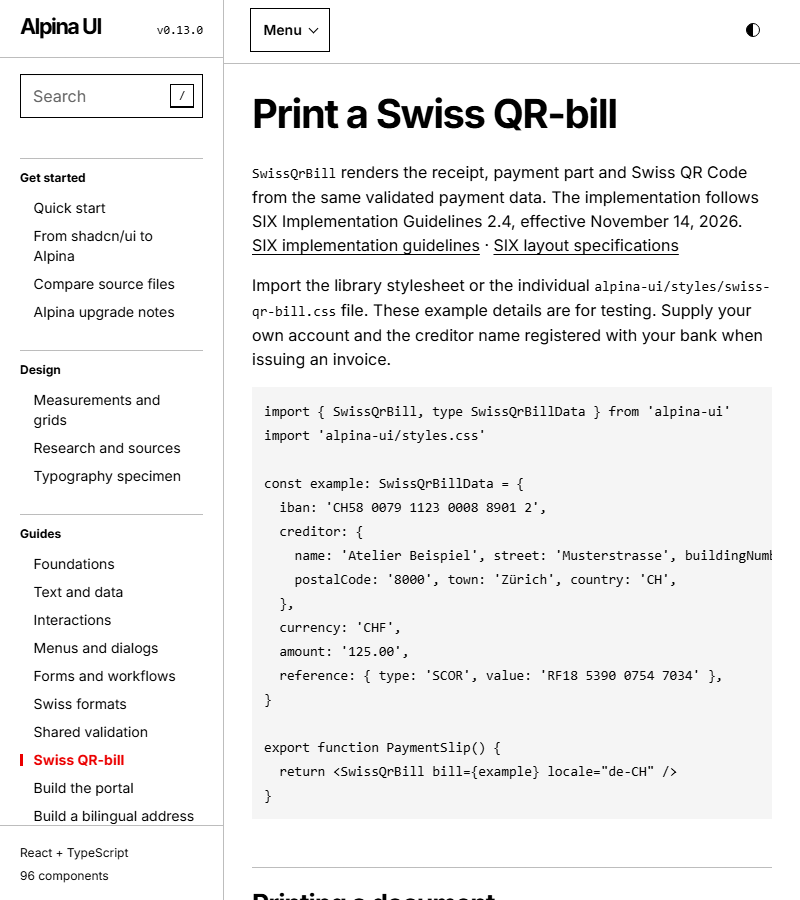 Alpina UI
v0.13.0
Menu
Search
/
Get started
Quick start
From shadcn/ui to
Alpina
Compare source files
Alpina upgrade notes
Design
Measurements and
grids
Research and sources
Typography specimen
Guides
Foundations
Text and data
Interactions
Menus and dialogs
Forms and workflows
Swiss formats
Shared validation
Swiss QR-bill
Build the portal
Build a bilingual address
React + TypeScript
96 components
Print a Swiss QR-bill
SwissQrBill renders the receipt, payment part and Swiss QR Code
from the same validated payment data. The implementation follows
SIX Implementation Guidelines 2.4, effective November 14, 2026.
SIX implementation guidelines · SIX layout specifications
Import the library stylesheet or the individual alpina-ui/styles/swiss-
qr-bill.css file. These example details are for testing. Supply your
own account and the creditor name registered with your bank when
issuing an invoice.
import { SwissQrBill, type SwissQrBillData } from 'alpina-ui'
import 'alpina-ui/styles.css'
const example: SwissQrBillData = {
iban: 'CH58 0079 1123 0008 8901 2',
creditor: {
name: 'Atelier Beispiel', street: 'Musterstrasse', buildingNumb
postalCode: '8000', town: 'Zürich', country: 'CH',
},
currency: 'CHF',
amount: '125.00',
reference: { type: 'SCOR', value: 'RF18 5390 0754 7034' },
}
export function PaymentSlip() {
return <SwissQrBill bill={example} locale="de-CH" />
}
Printing a document